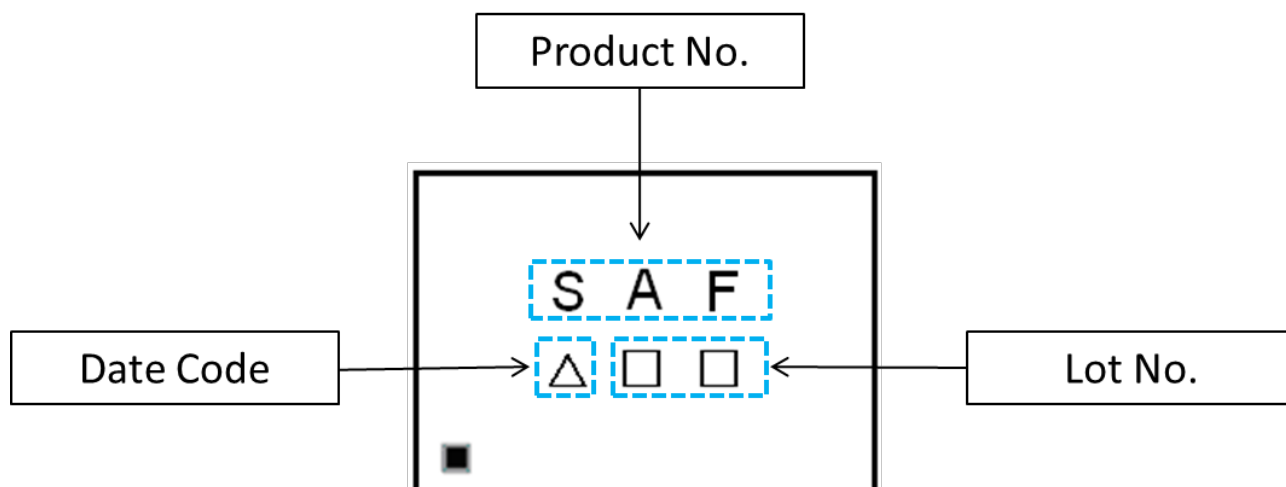 Product No.
S A F
Date Code
△ □ □
Lot No.